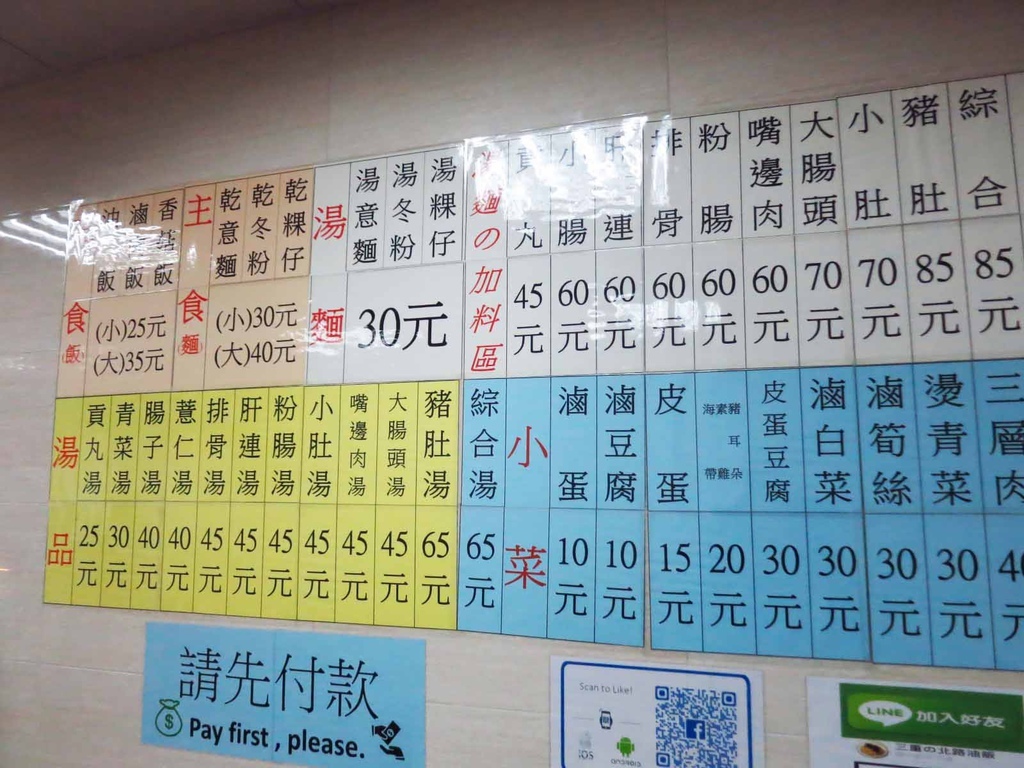 主食(飯)
油飯
滷飯
香菇飯
(小)25元
(大)35元
主食(麵)
乾意麵
乾冬粉
乾粿仔
(小)30元
(大)40元
湯麵
湯意麵
湯冬粉
湯粿仔
30元
湯麵の加料區
貢丸 45元
小腸 60元
肝連 60元
排骨 60元
粉腸 60元
嘴邊肉 60元
大腸頭 70元
小肚 70元
豬肚 85元
綜合 85元
湯品
貢丸湯 25元
青菜湯 30元
腸子湯 40元
薏仁湯 40元
排骨湯 45元
肝連湯 45元
粉腸湯 45元
小肚湯 45元
嘴邊肉湯 45元
大腸頭湯 45元
豬肚湯 65元
綜合湯 65元
小菜
滷蛋 10元
滷豆腐 10元
皮蛋 15元
海素豬
耳
帶雞朵
20元
皮蛋豆腐 30元
滷白菜 30元
滷筍絲 30元
燙青菜 30元
三層肉
請先付款
Pay first , please.
Scan to Like!
iOS
ANDROID
LINE 加入好友
三重の北路油飯